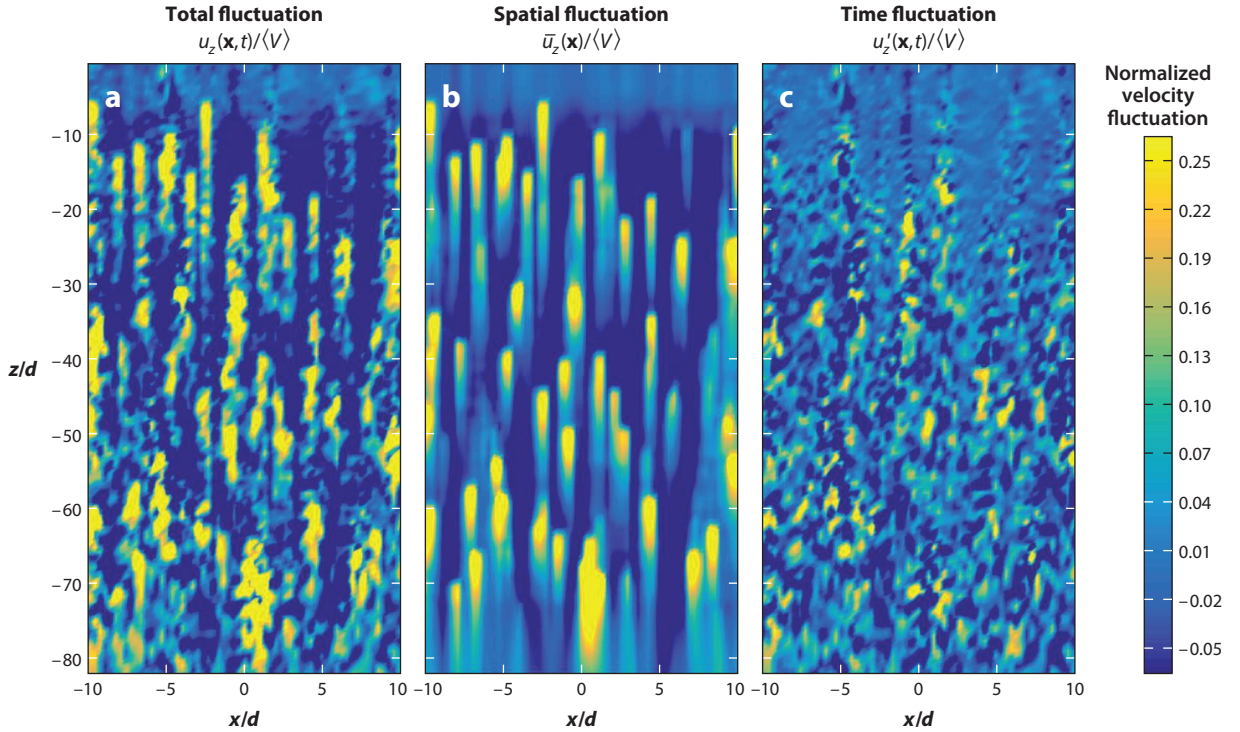 Total fluctuation
u_z(x,t)/⟨V⟩
Spatial fluctuation
u̅_z(x)/⟨V⟩
Time fluctuation
u′_z(x,t)/⟨V⟩
a
b
c
Normalized
velocity
fluctuation
0.25
0.22
0.19
0.16
0.13
0.10
0.07
0.04
0.01
−0.02
−0.05
z/d
−10
−20
−30
−40
−50
−60
−70
−80
−10 −5 0 5 10
−10 −5 0 5 10
−10 −5 0 5 10
x/d
x/d
x/d